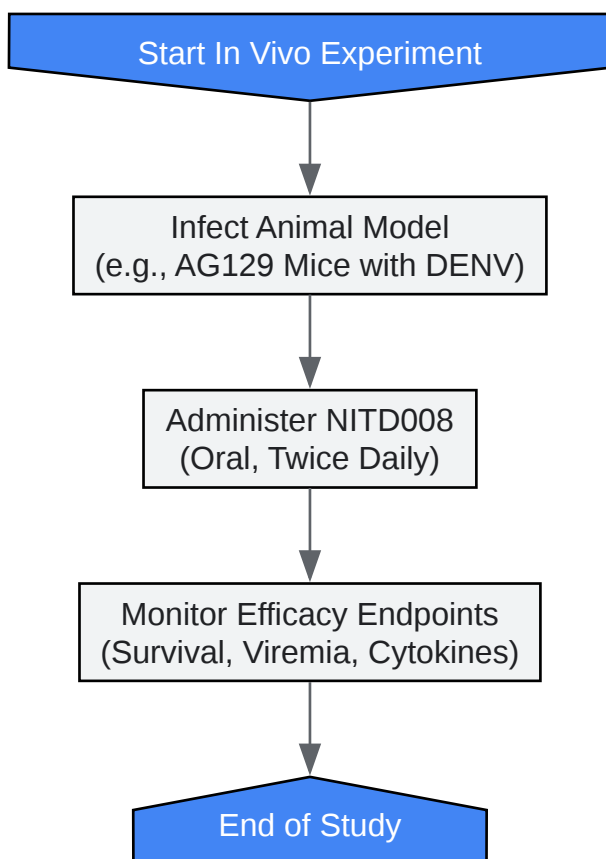 Start In Vivo Experiment
Infect Animal Model
(e.g., AG129 Mice with DENV)
Administer NITD008
(Oral, Twice Daily)
Monitor Efficacy Endpoints
(Survival, Viremia, Cytokines)
End of Study